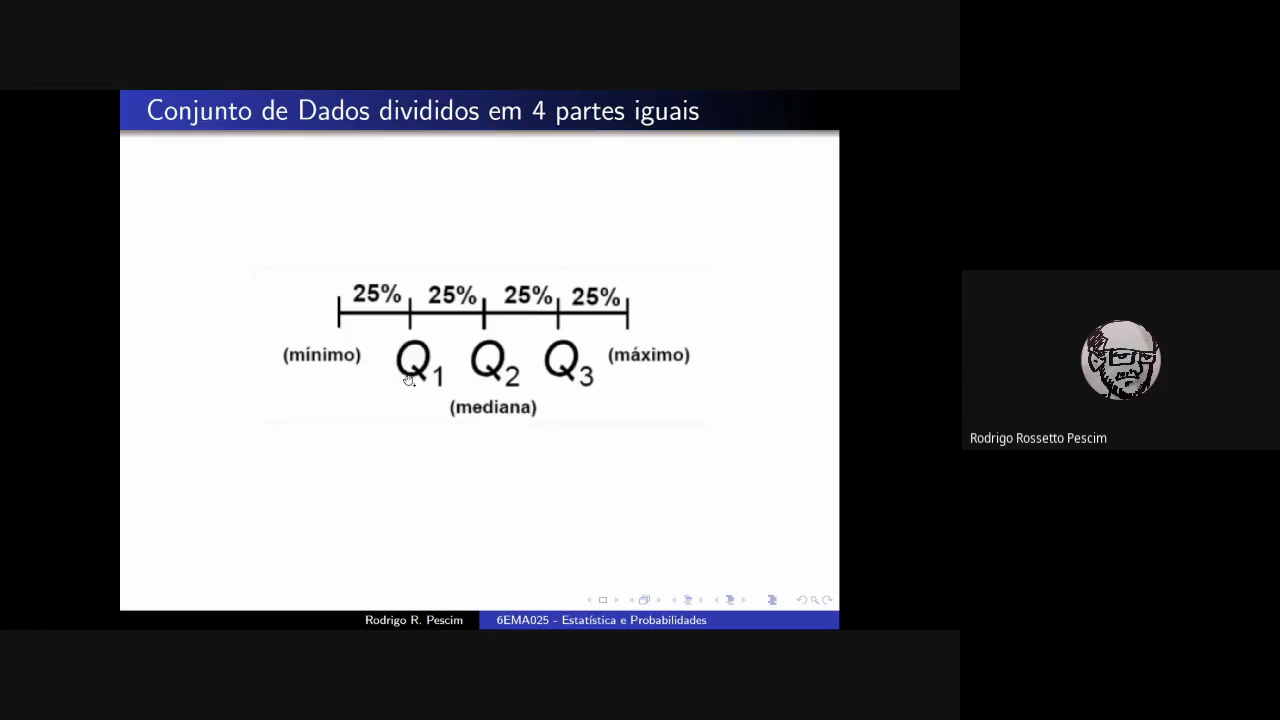 Conjunto de Dados divididos em 4 partes iguais
25% 25% 25% 25%
(mínimo) Q1 Q2 Q3 (máximo)
(mediana)
Rodrigo Rossetto Pescim
Rodrigo R. Pescim 6EMA025 - Estatística e Probabilidades